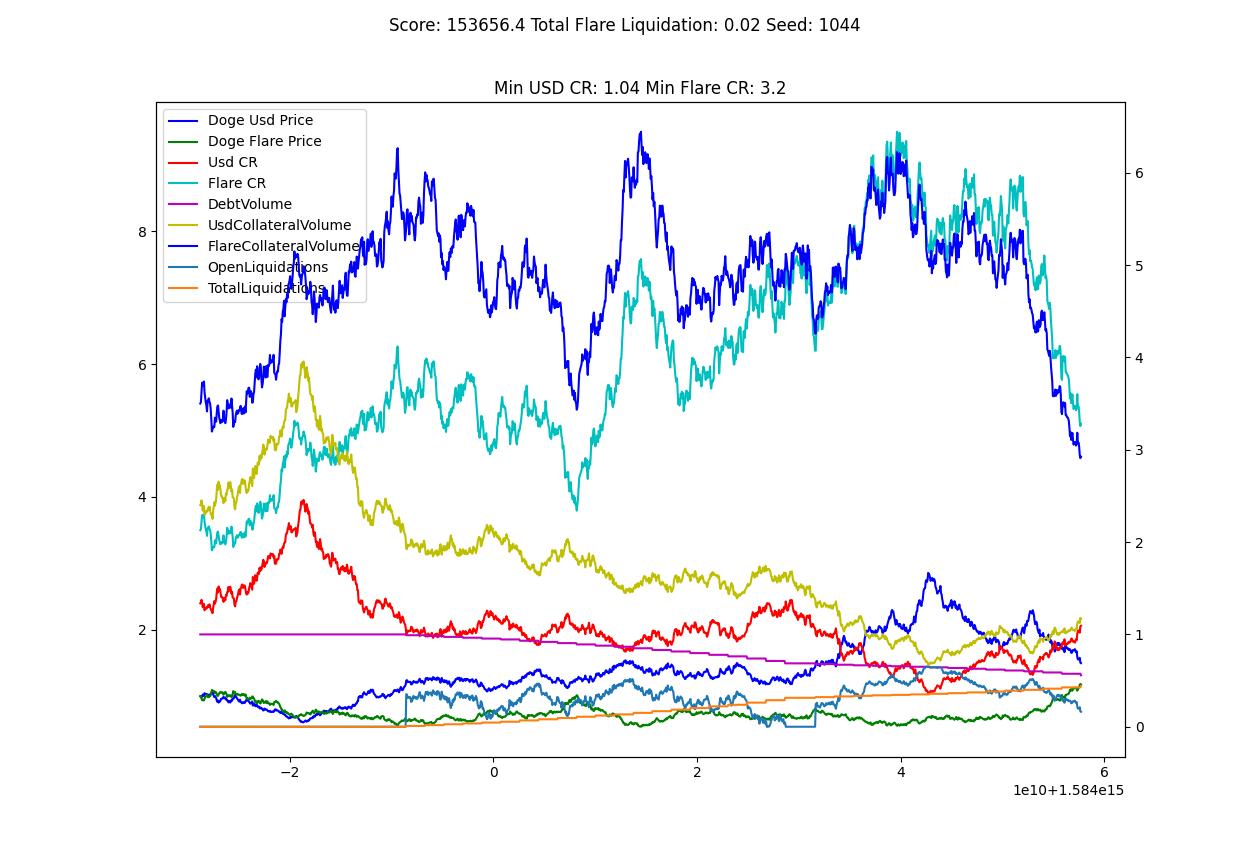 Score: 153656.4 Total Flare Liquidation: 0.02 Seed: 1044
Min USD CR: 1.04 Min Flare CR: 3.2
Doge Usd Price
Doge Flare Price
Usd CR
Flare CR
DebtVolume
UsdCollateralVolume
FlareCollateralVolume
OpenLiquidations
TotalLiquidations
8
6
4
2
6
5
4
3
2
1
0
−2
0
2
4
6
1e10+1.584e15